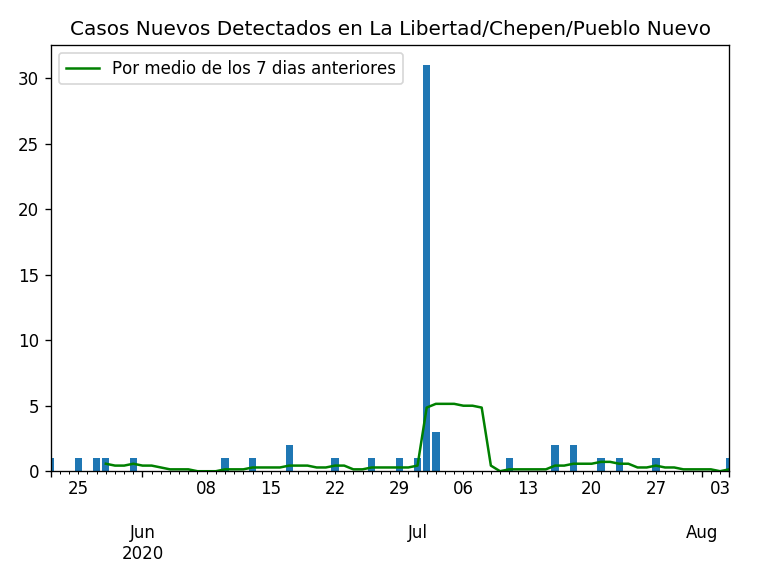 Casos Nuevos Detectados en La Libertad/Chepen/Pueblo Nuevo
Por medio de los 7 dias anteriores
30
25
20
15
10
5
0
25 08 15 22 29 06 13 20 27 03
Jun Jul Aug
2020